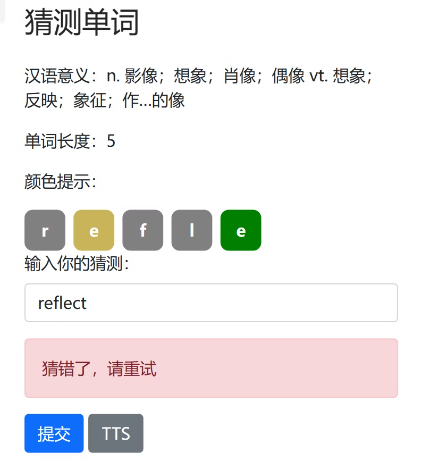 猜测单词
汉语意义：n. 影像；想象；肖像；偶像 vt. 想象；
反映；象征；作...的像
单词长度：5
颜色提示：
r e f l e
输入你的猜测：
reflect
猜错了，请重试
提交 TTS